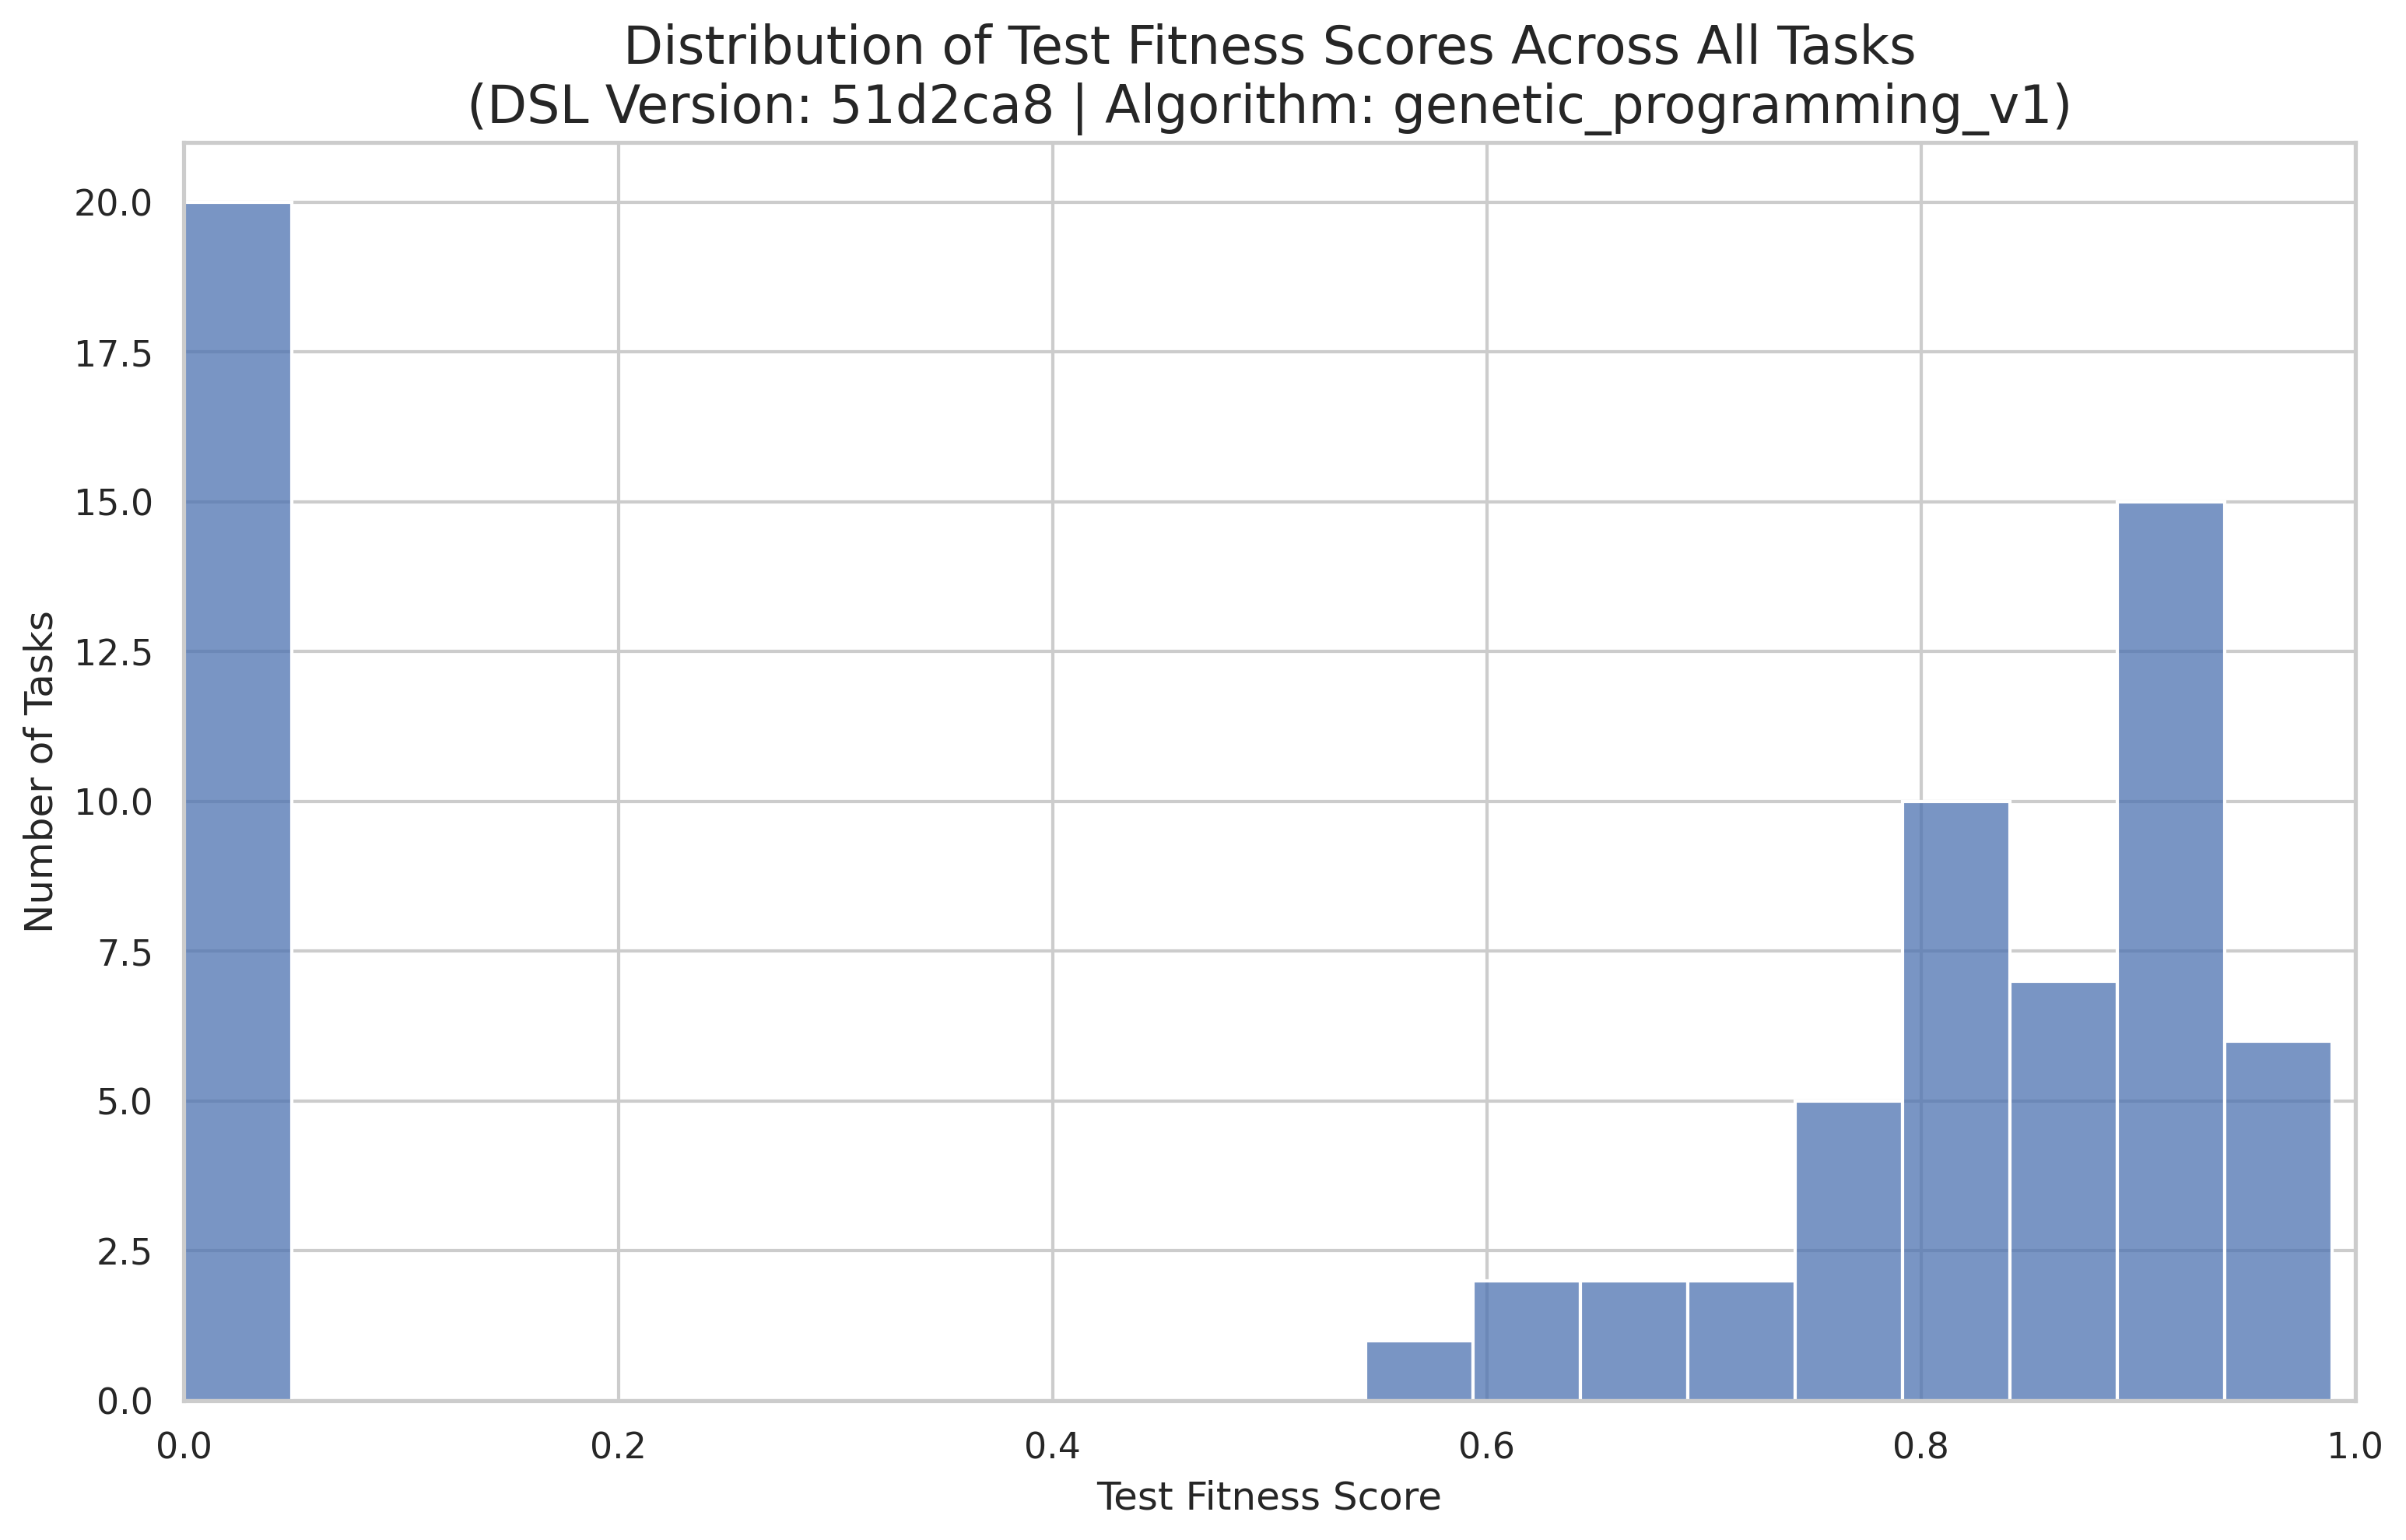 Distribution of Test Fitness Scores Across All Tasks
(DSL Version: 51d2ca8 | Algorithm: genetic_programming_v1)
Number of Tasks
20.0
17.5
15.0
12.5
10.0
7.5
5.0
2.5
0.0
0.0 0.2 0.4 0.6 0.8 1.0
Test Fitness Score